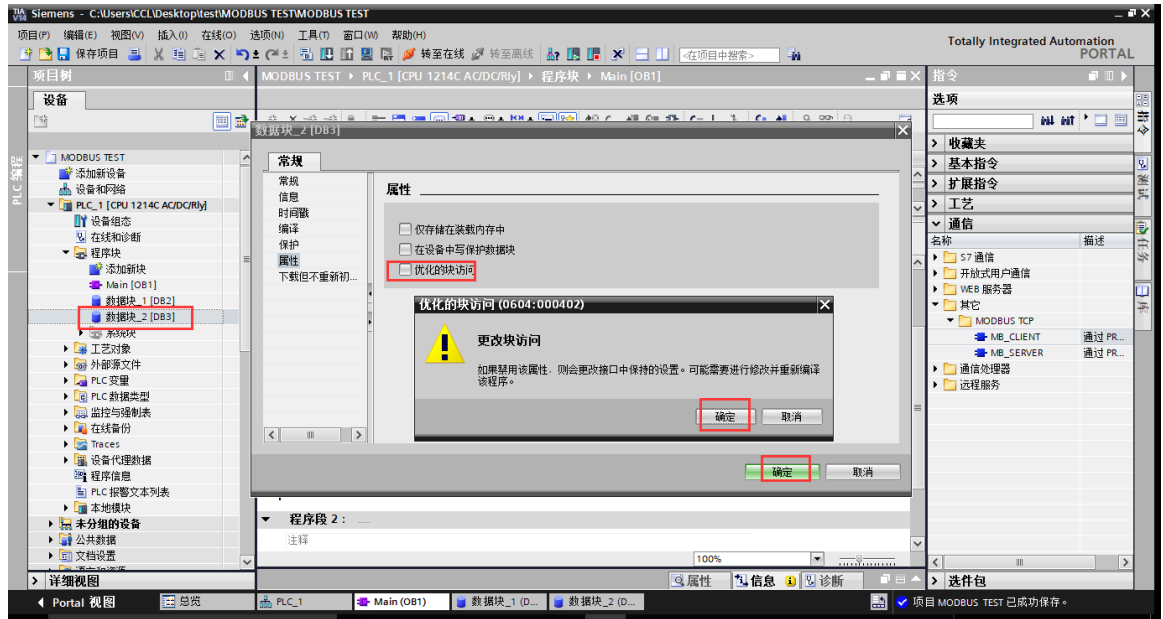 Siemens - C:\Users\CCL\Desktop\test\MODBUS TEST\MODBUS TEST
项目(P) 编辑(E) 视图(V) 插入(I) 在线(O) 选项(N) 工具(T) 窗口(W) 帮助(H)
Totally Integrated Automation
PORTAL
保存项目
转至在线
转至离线
<在项目中搜索>
项目树
设备
PLC 编程
MODBUS TEST
添加新设备
设备和网络
PLC_1 [CPU 1214C AC/DC/Rly]
设备组态
在线和诊断
程序块
添加新块
Main [OB1]
数据块_1 [DB2]
数据块_2 [DB3]
系统块
工艺对象
外部源文件
PLC 变量
PLC 数据类型
监控与强制表
在线备份
Traces
设备代理数据
程序信息
PLC 报警文本列表
本地模块
未分组的设备
公共数据
文档设置
语言和资源
详细视图
MODBUS TEST
PLC_1 [CPU 1214C AC/DC/Rly]
程序块
Main [OB1]
数据块_2 [DB3]
常规
常规
信息
时间戳
编译
保护
属性
下载但不重新初...
属性
仅存储在装载内存中
在设备中写保护数据块
优化的块访问
优化的块访问 (0604:000402)
更改块访问
如果禁用该属性，则会更改接口中保持的设置。可能需要进行修改并重新编译
该程序。
确定
取消
确定
取消
程序段 2：
注释
100%
属性
信息
诊断
指令
选项
收藏夹
基本指令
扩展指令
工艺
通信
名称
描述
S7 通信
开放式用户通信
WEB 服务器
其它
MODBUS TCP
MB_CLIENT
通过 PR...
MB_SERVER
通过 PR...
通信处理器
远程服务
选件包
Portal 视图
总览
PLC_1
Main (OB1)
数据块_1 (D...
数据块_2 (D...
项目 MODBUS TEST 已成功保存。